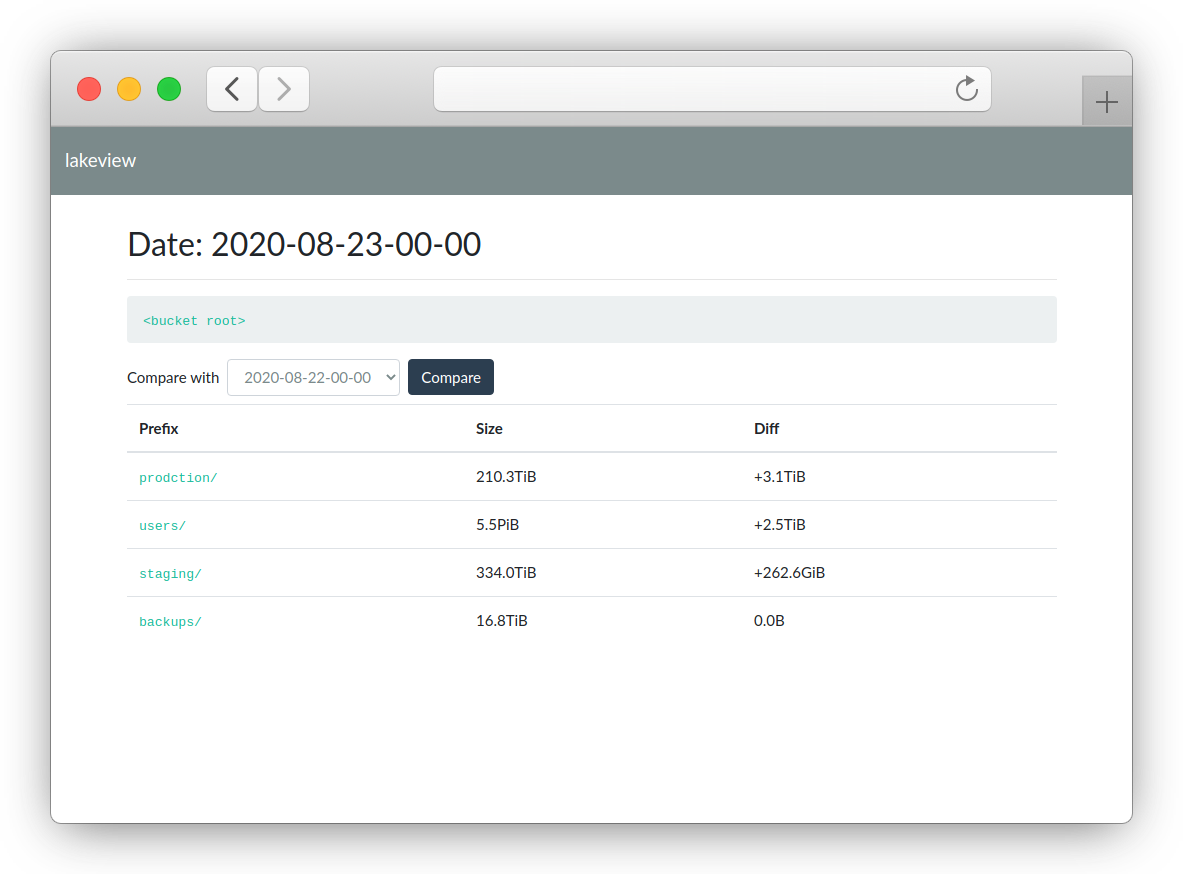 lakeview
Date: 2020-08-23-00-00
<bucket root>
Compare with 2020-08-22-00-00 Compare
Prefix Size Diff
prodction/ 210.3TiB +3.1TiB
users/ 5.5PiB +2.5TiB
staging/ 334.0TiB +262.6GiB
backups/ 16.8TiB 0.0B